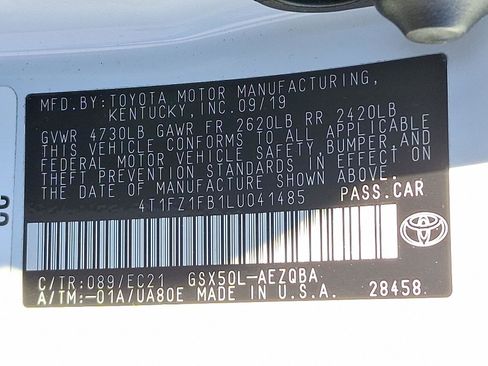 MFD.BY:TOYOTA MOTOR MANUFACTURING,
KENTUCKY, INC.09/19
GVWR 4730LB GAWR FR 2620LB RR 2420LB
THIS VEHICLE CONFORMS TO ALL APPLICABLE
FEDERAL MOTOR VEHICLE SAFETY,BUMPER,AND
THEFT PREVENTION STANDARDS IN EFFECT ON
THE DATE OF MANUFACTURE SHOWN ABOVE.
4T1FZ1FB1LU041485 PASS.CAR
C/TR:089/EC21 GSX50L-AEZQBA
A/TM:-01A/UA80E MADE IN U.S.A. 28458.